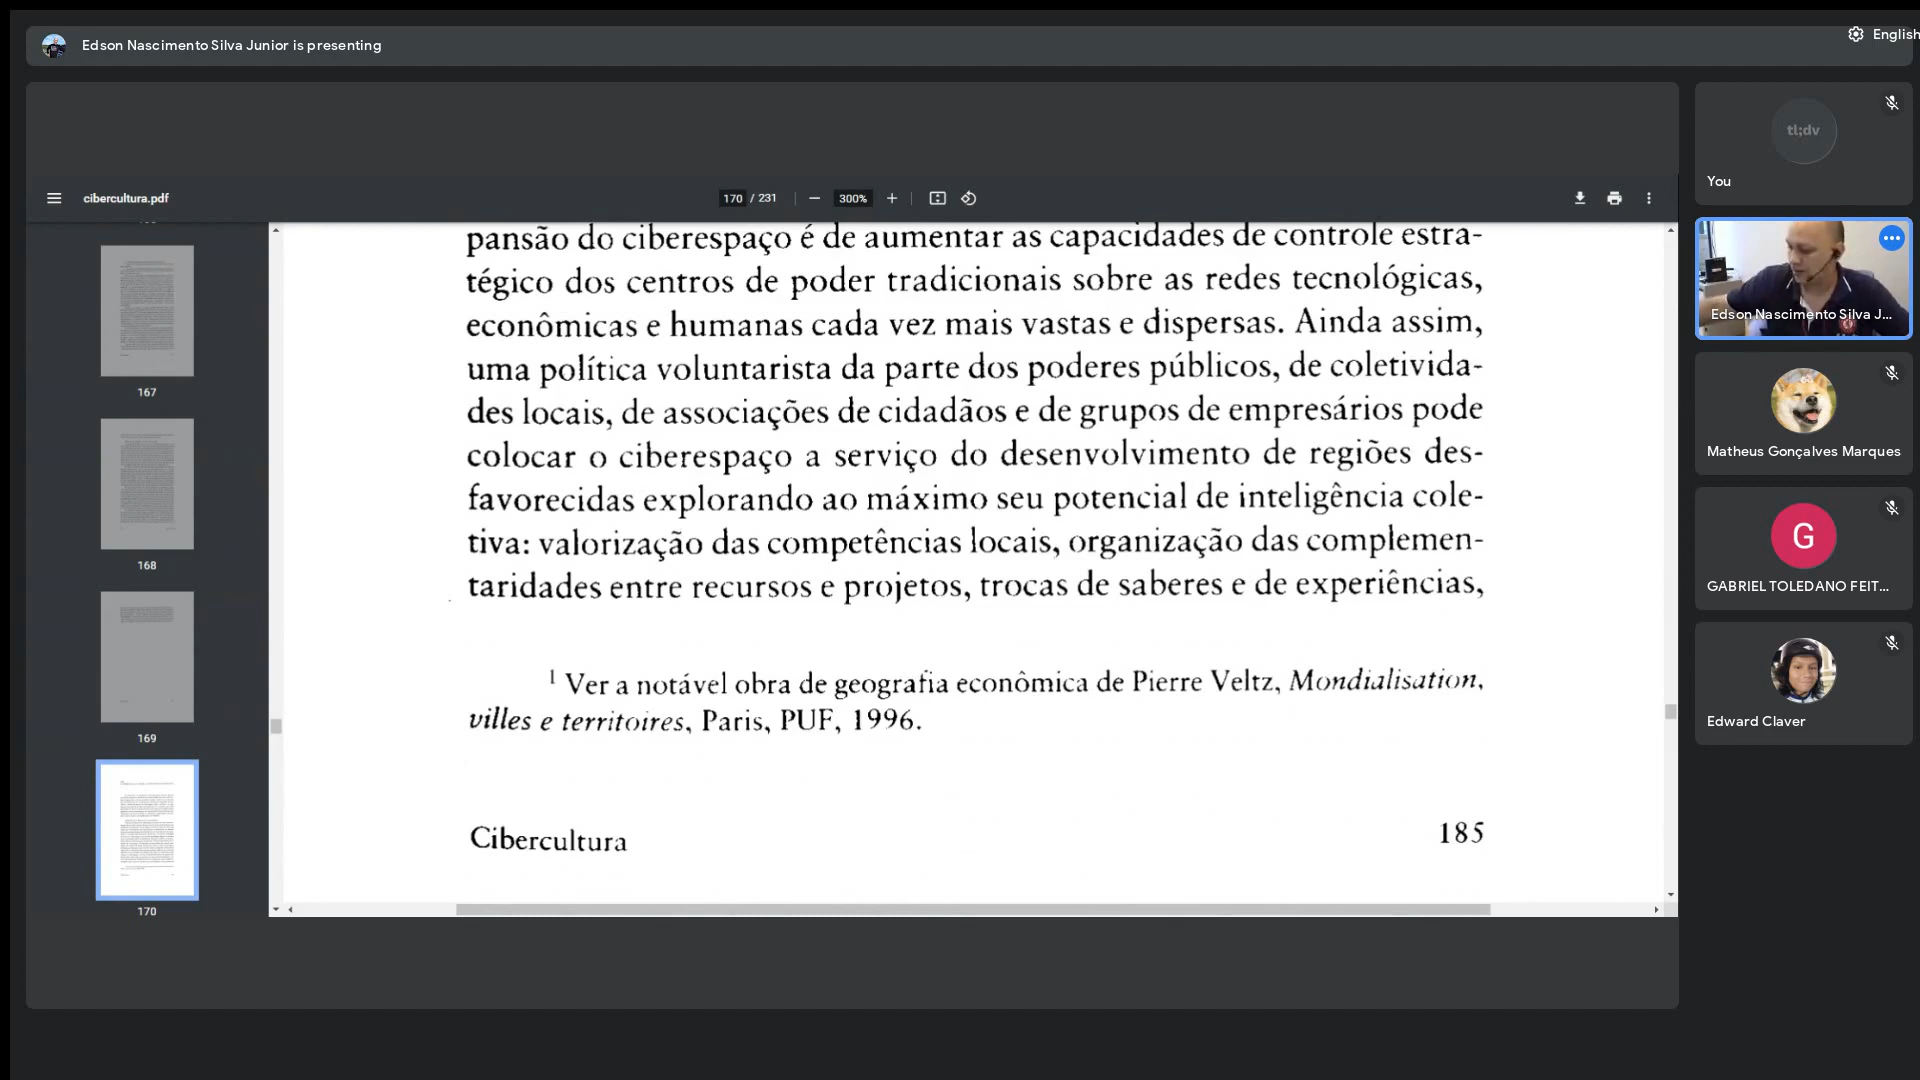 Edson Nascimento Silva Junior is presenting
English
cibercultura.pdf
170 / 231
300%
pansão do ciberespaço é de aumentar as capacidades de controle estra-
tégico dos centros de poder tradicionais sobre as redes tecnológicas,
econômicas e humanas cada vez mais vastas e dispersas. Ainda assim,
uma política voluntarista da parte dos poderes públicos, de coletivida-
des locais, de associações de cidadãos e de grupos de empresários pode
colocar o ciberespaço a serviço do desenvolvimento de regiões des-
favorecidas explorando ao máximo seu potencial de inteligência cole-
tiva: valorização das competências locais, organização das complemen-
taridades entre recursos e projetos, trocas de saberes e de experiências,
1 Ver a notável obra de geografia econômica de Pierre Veltz, Mondialisation,
villes e territoires, Paris, PUF, 1996.
Cibercultura
185
167
168
169
170
tl;dv
You
Edson Nascimento Silva J...
Matheus Gonçalves Marques
G
GABRIEL TOLEDANO FEIT...
Edward Claver